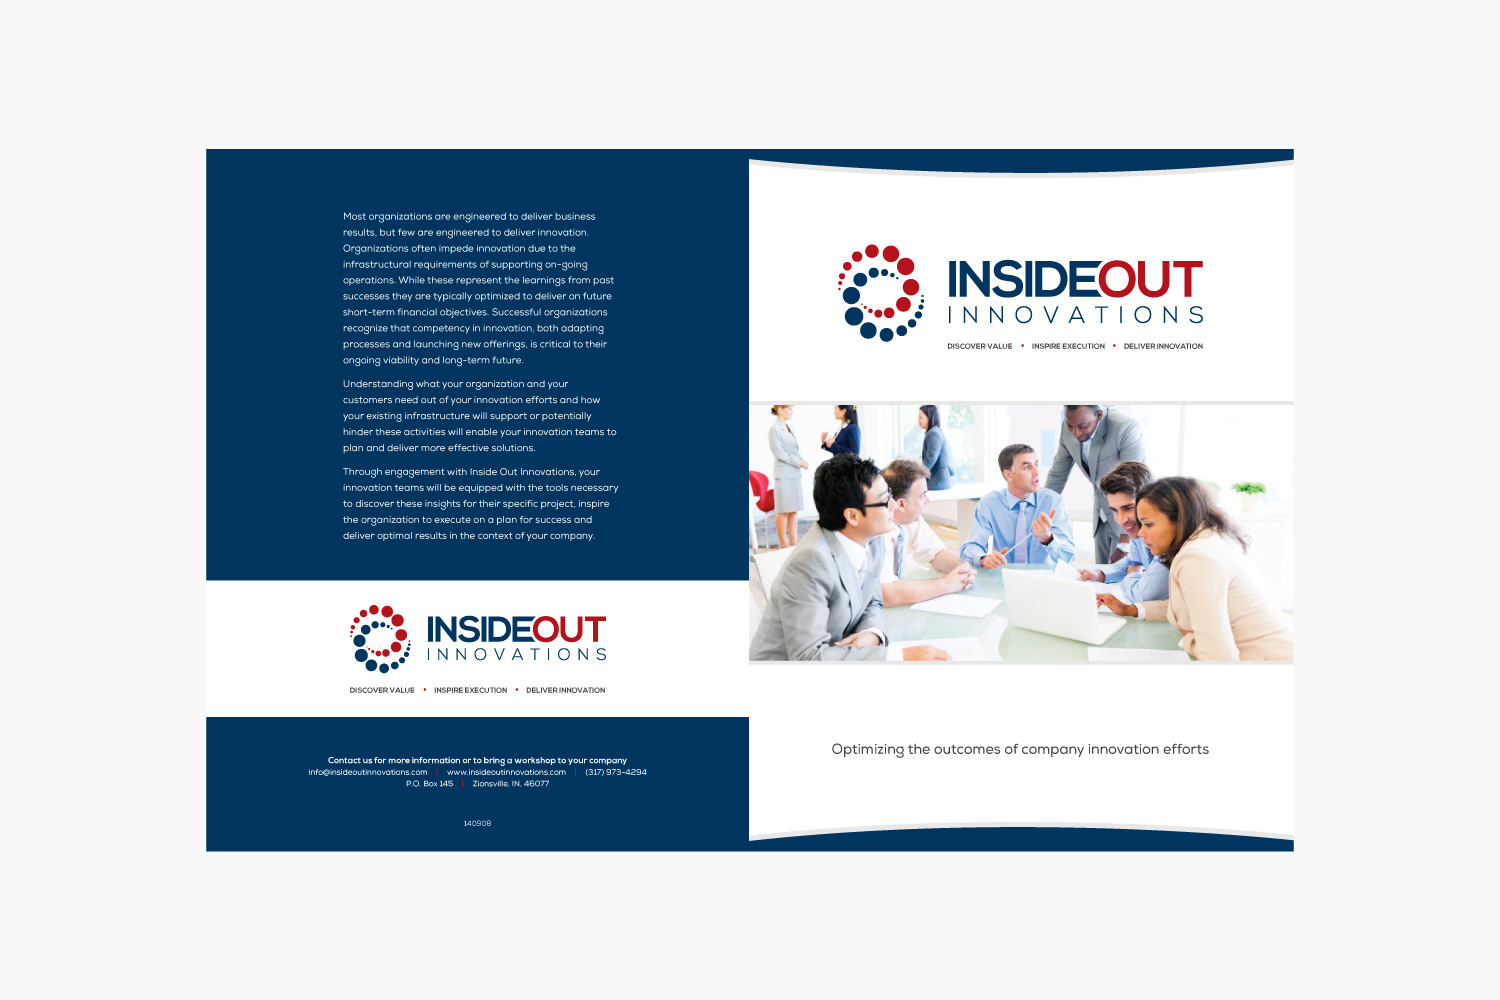 Most organizations are engineered to deliver business
results, but few are engineered to deliver innovation.
Organizations often impede innovation due to the
infrastructural requirements of supporting on-going
operations. While these represent the learnings from past
successes they are typically optimized to deliver on future
short-term financial objectives. Successful organizations
recognize that competency in innovation, both adapting
processes and launching new offerings, is critical to their
ongoing viability and long-term future.
Understanding what your organization and your
customers need out of your innovation efforts and how
your existing infrastructure will support or potentially
hinder these activities will enable your innovation teams to
plan and deliver more effective solutions.
Through engagement with Inside Out Innovations, your
innovation teams will be equipped with the tools necessary
to discover these insights for their specific project, inspire
the organization to execute on a plan for success and
deliver optimal results in the context of your company.
INSIDEOUT
INNOVATIONS
DISCOVER VALUE • INSPIRE EXECUTION • DELIVER INNOVATION
Contact us for more information or to bring a workshop to your company
info@insideoutinnovations.com | www.insideoutinnovations.com | (317) 973-4294
P.O. Box 145 | Zionsville, IN, 46077
140908
INSIDEOUT
INNOVATIONS
DISCOVER VALUE • INSPIRE EXECUTION • DELIVER INNOVATION
Optimizing the outcomes of company innovation efforts